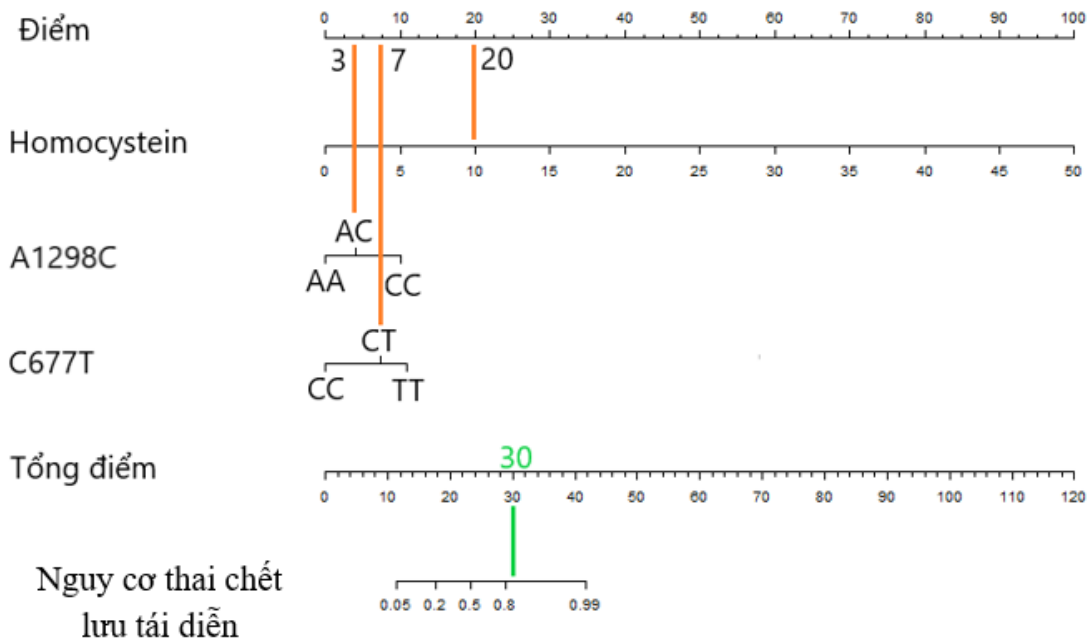 Điểm
0 10 20 30 40 50 60 70 80 90 100
3 7 20
Homocystein
0 5 10 15 20 25 30 35 40 45 50
A1298C
AC
AA CC
C677T
CT
CC TT
Tổng điểm
30
0 10 20 30 40 50 60 70 80 90 100 110 120
Nguy cơ thai chết
lưu tái diễn
0.05 0.2 0.5 0.8 0.99